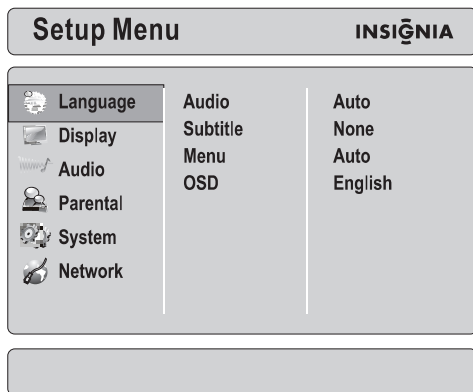 Setup Menu
INSIGNIA
Language
Display
Audio
Parental
System
Network
Audio
Subtitle
Menu
OSD
Auto
None
Auto
English